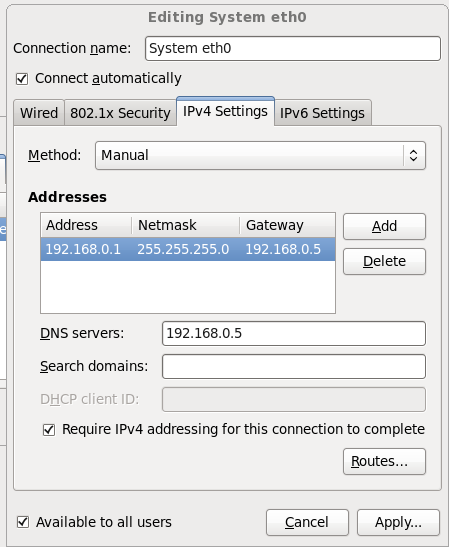 Editing System eth0
Connection name: System eth0
Connect automatically
Wired 802.1x Security IPv4 Settings IPv6 Settings
Method: Manual
Addresses
Address Netmask Gateway
192.168.0.1 255.255.255.0 192.168.0.5
Add
Delete
DNS servers: 192.168.0.5
Search domains:
DHCP client ID:
Require IPv4 addressing for this connection to complete
Routes...
Available to all users Cancel Apply...